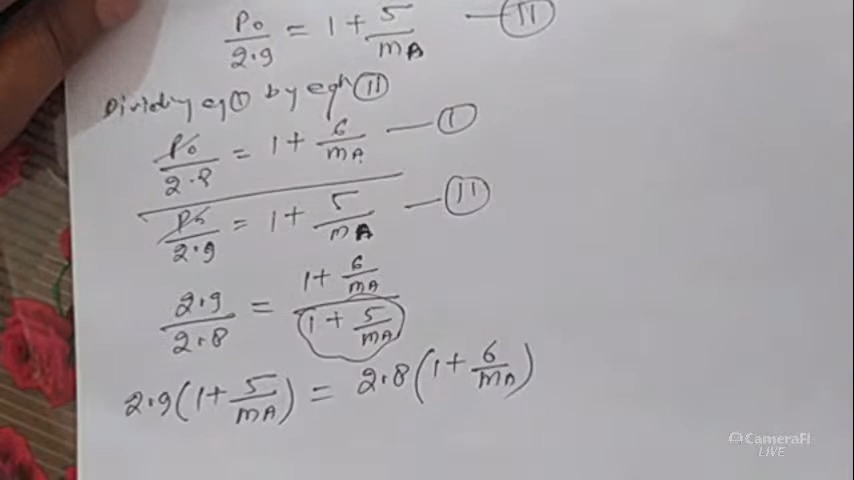 P0/2.9 = 1 + 5/mA — II
Dividing eq I by eqn II
P0/2.8 = 1 + 6/mA — I
P0/2.9 = 1 + 5/mA — II
2.9/2.8 = (1 + 6/mA)/(1 + 5/mA)
2.9(1 + 5/mA) = 2.8(1 + 6/mA)
CameraFI
LIVE